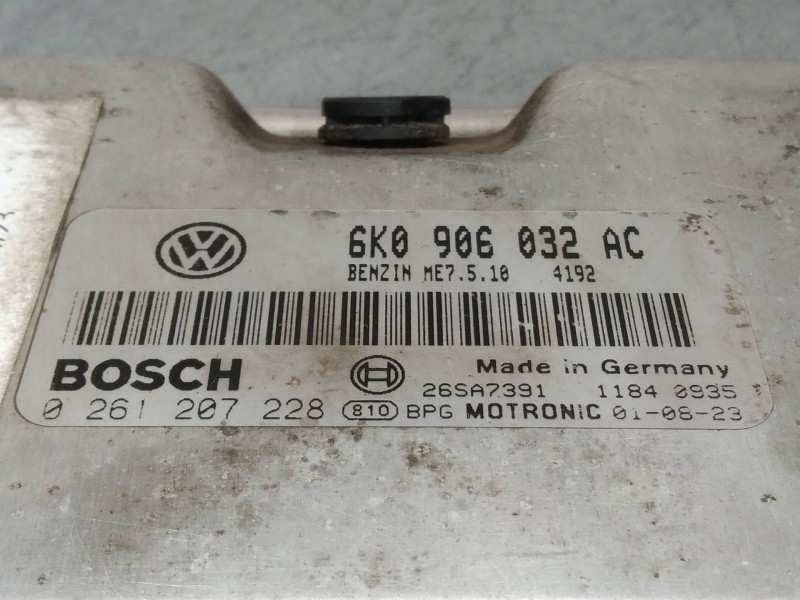 6K0 906 032 AC
BENZIN ME7.5.10 4192
BOSCH Made in Germany
26SA7391 1184 0935
0 261 207 228 810 BPG MOTRONIC 01-08-23